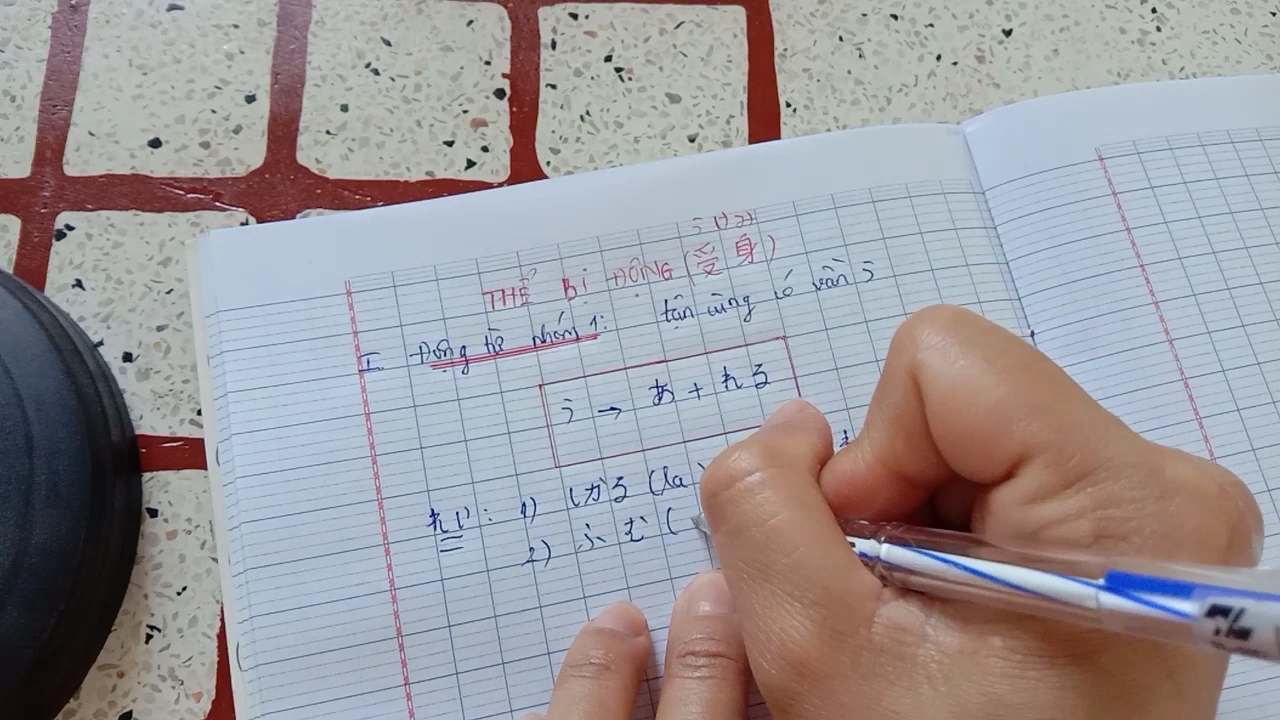 うけみ
THỂ BỊ ĐỘNG (受身)
I. Động từ nhóm 1: tận cùng có vần う
う → あ + れる
れい: 1) しかる (la)
2) ふむ (